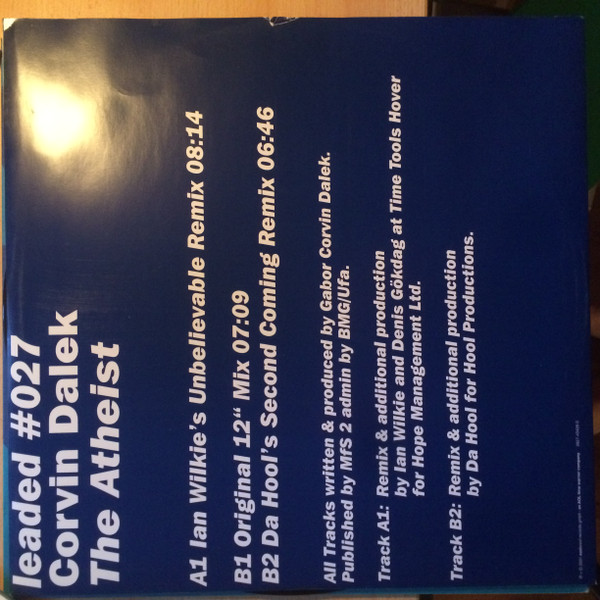 leaded #027
Corvin Dalek
The Atheist
A1 Ian Wilkie's Unbelievable Remix 08:14
B1 Original 12“ Mix 07:09
B2 Da Hool's Second Coming Remix 06:46
All Tracks written & produced by Gabor Corvin Dalek.
Published by MfS 2 admin by BMG/Ufa.
Track A1: Remix & additional production
by Ian Wilkie and Denis Gökdag at Time Tools Hover
for Hope Management Ltd.
Track B2: Remix & additional production
by Da Hool for Hool Productions.